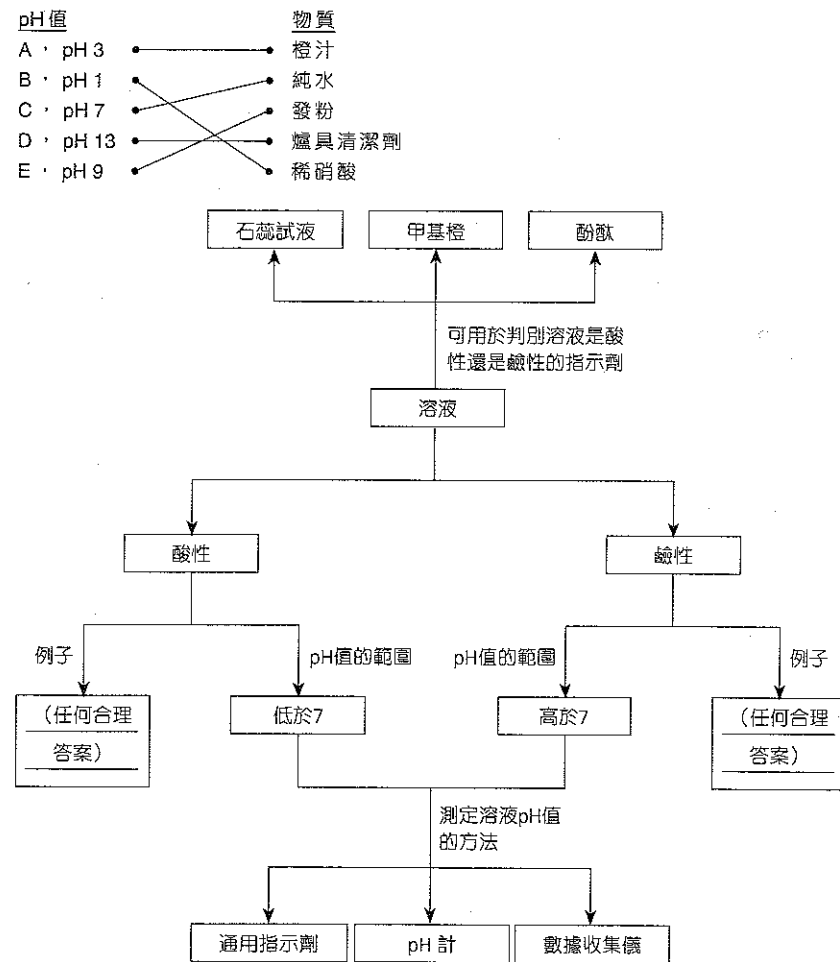 pH值 物質
A， pH 3 橙汁
B， pH 1 純水
C， pH 7 發粉
D， pH 13 爐具清潔劑
E， pH 9 稀硝酸
石蕊試液 甲基橙 酚酞
可用於判別溶液是酸
性還是鹼性的指示劑
溶液
酸性 鹼性
例子 pH值的範圍 pH值的範圍 例子
（任何合理 低於7 高於7 （任何合理
答案） 答案）
測定溶液pH值
的方法
通用指示劑 pH 計 數據收集儀